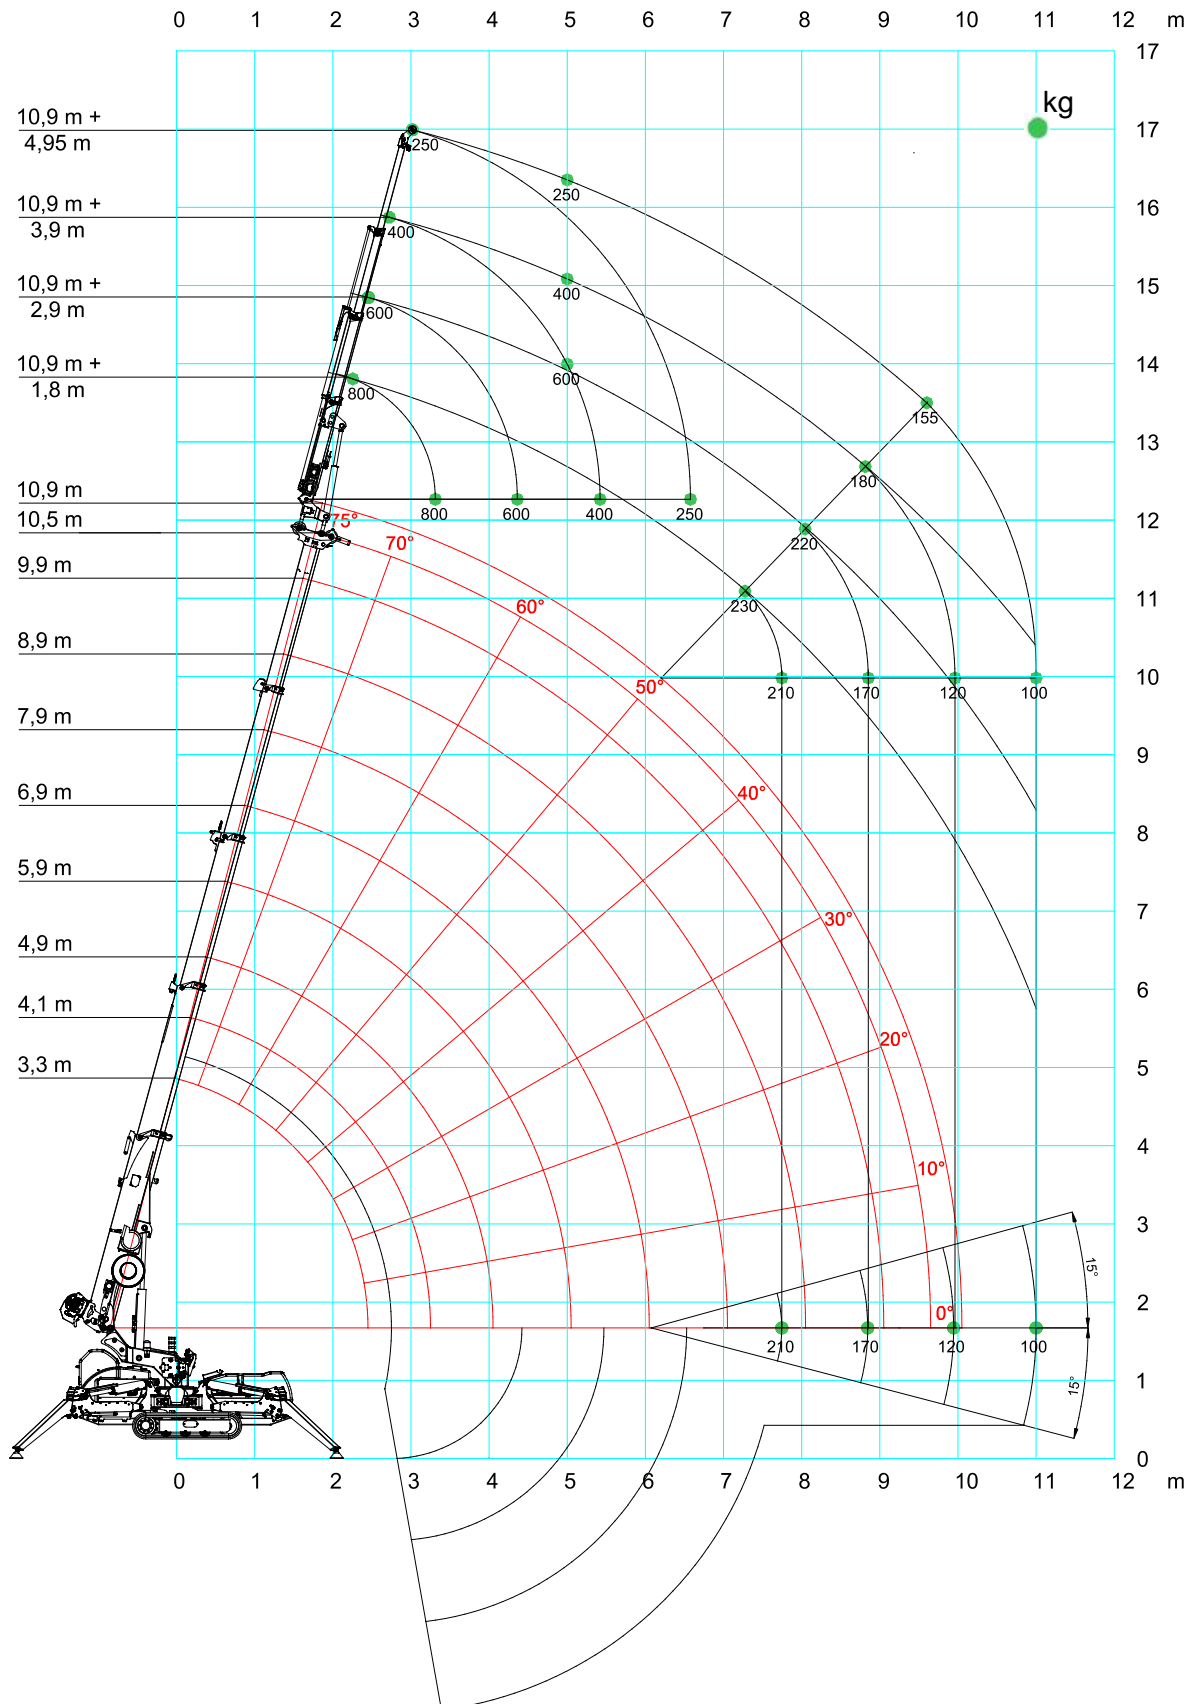 0 1 2 3 4 5 6 7 8 9 10 11 12 m
17
kg
10,9 m +
4,95 m
17
250
250
10,9 m +
3,9 m
16
400
400
10,9 m +
2,9 m
15
600
600
10,9 m +
1,8 m
14
800
155
13
180
10,9 m
800 600 400 250
10,5 m
75°
12
70°
220
9,9 m
60°
11
230
8,9 m
50°
10
210 170 120 100
7,9 m
9
6,9 m
40°
8
5,9 m
30°
7
4,9 m
6
4,1 m
20°
5
3,3 m
4
10°
3
15°
2
0°
210 170 120 100
15°
1
0
0 1 2 3 4 5 6 7 8 9 10 11 12 m